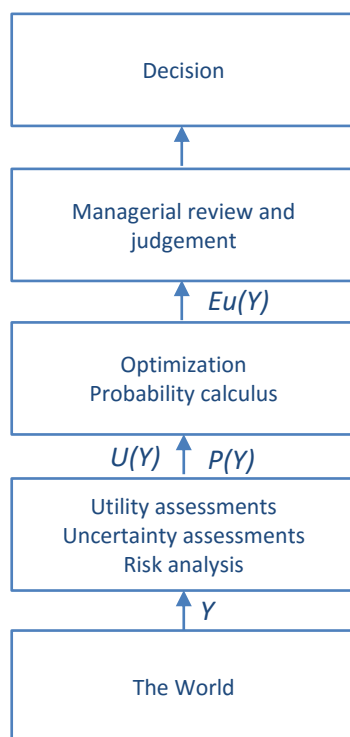 Decision
Managerial review and
judgement
Eu(Y)
Optimization
Probability calculus
U(Y) P(Y)
Utility assessments
Uncertainty assessments
Risk analysis
Y
The World